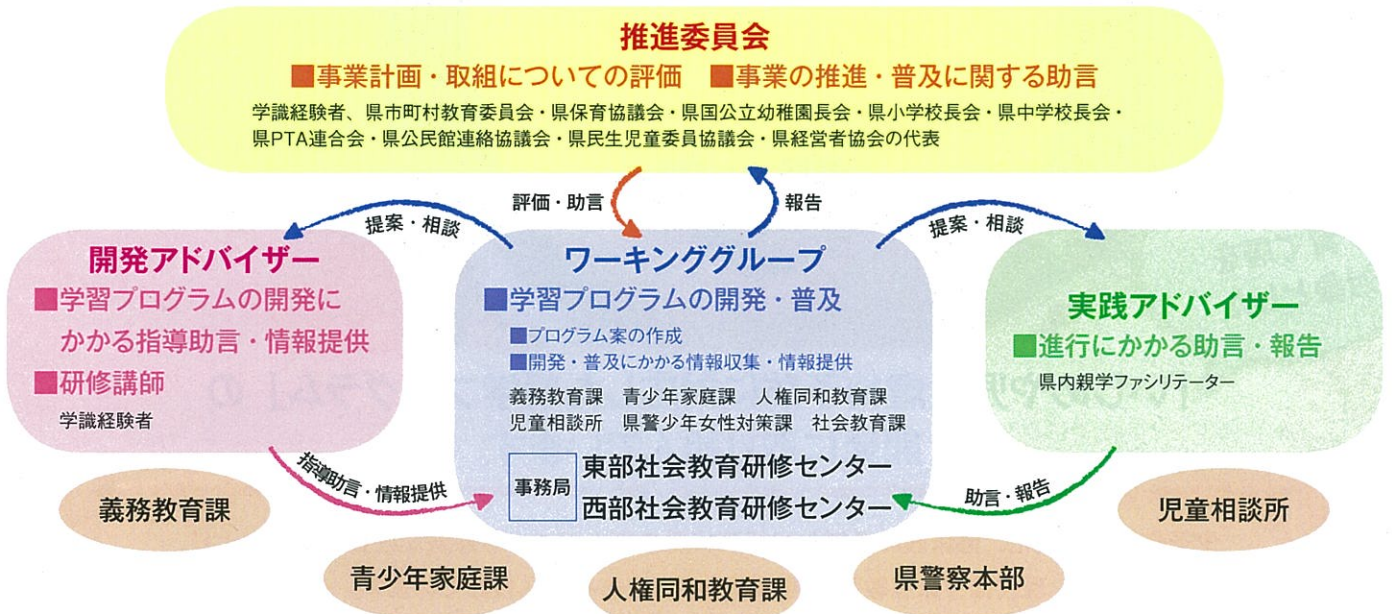 推進委員会
■事業計画・取組についての評価 ■事業の推進・普及に関する助言
学識経験者、県市町村教育委員会・県保育協議会・県国公立幼稚園長会・県小学校長会・県中学校長会・
県PTA連合会・県公民館連絡協議会・県民生児童委員協議会・県経営者協会の代表
評価・助言
報告
提案・相談
提案・相談
開発アドバイザー
■学習プログラムの開発に
かかる指導助言・情報提供
■研修講師
学識経験者
ワーキンググループ
■学習プログラムの開発・普及
■プログラム案の作成
■開発・普及にかかる情報収集・情報提供
義務教育課 青少年家庭課 人権同和教育課
児童相談所 県警少年女性対策課 社会教育課
事務局
東部社会教育研修センター
西部社会教育研修センター
実践アドバイザー
■進行にかかる助言・報告
県内親学ファシリテーター
指導助言・情報提供
助言・報告
義務教育課
青少年家庭課
人権同和教育課
県警察本部
児童相談所